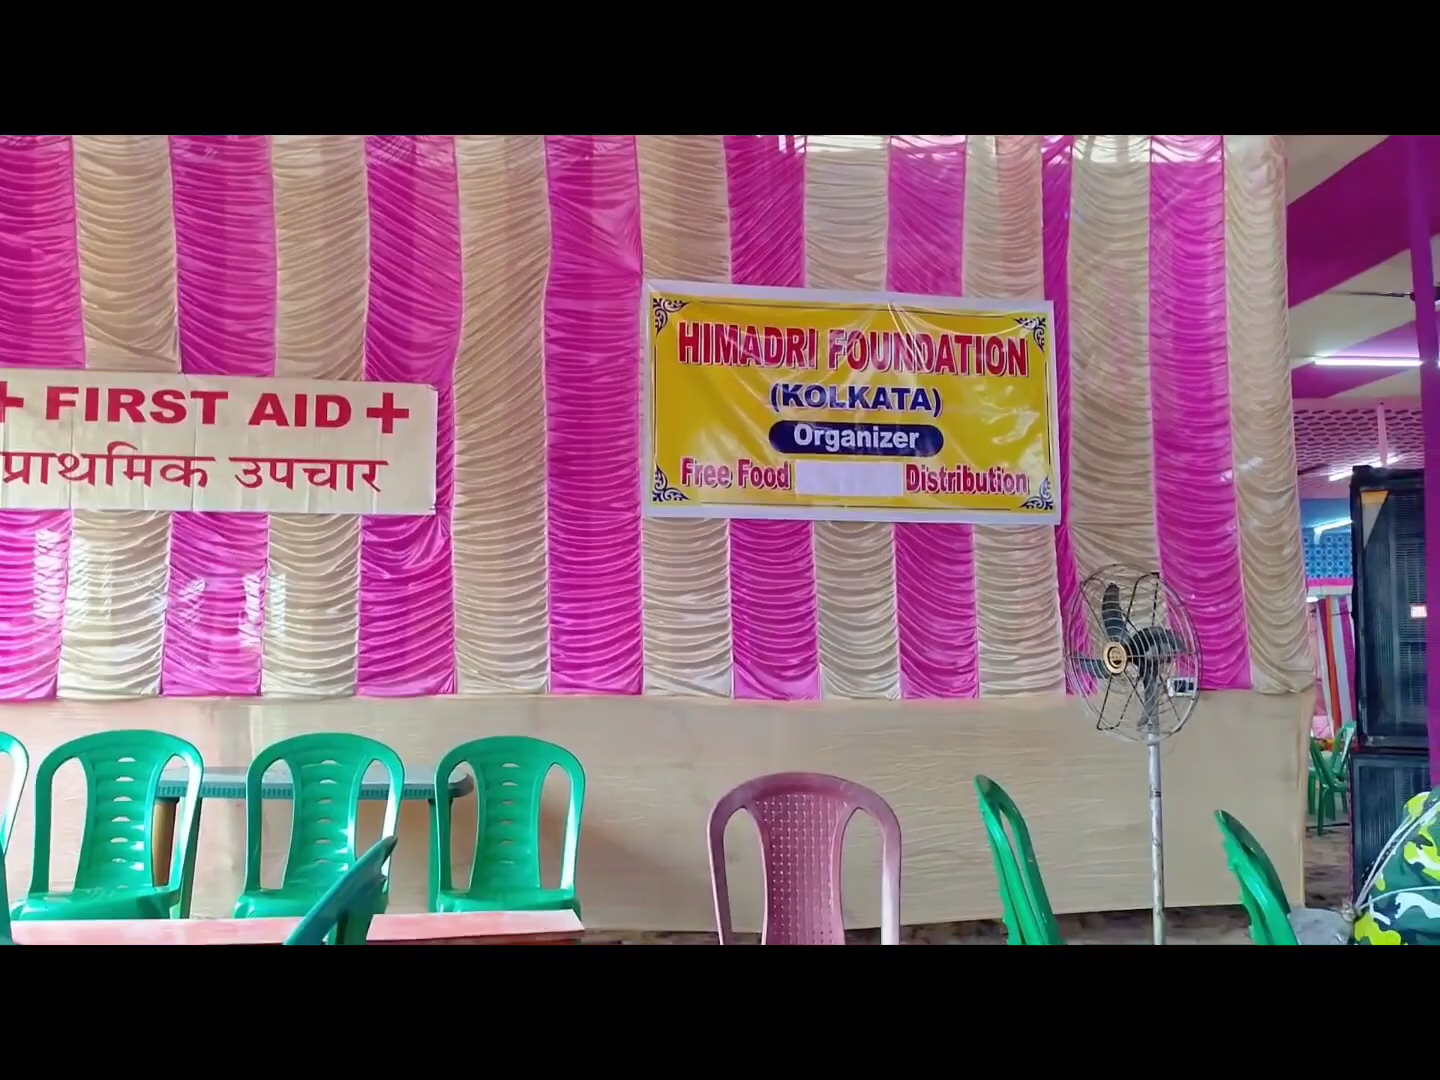 + FIRST AID +
प्राथमिक उपचार
HIMADRI FOUNDATION
(KOLKATA)
Organizer
Free Food Distribution